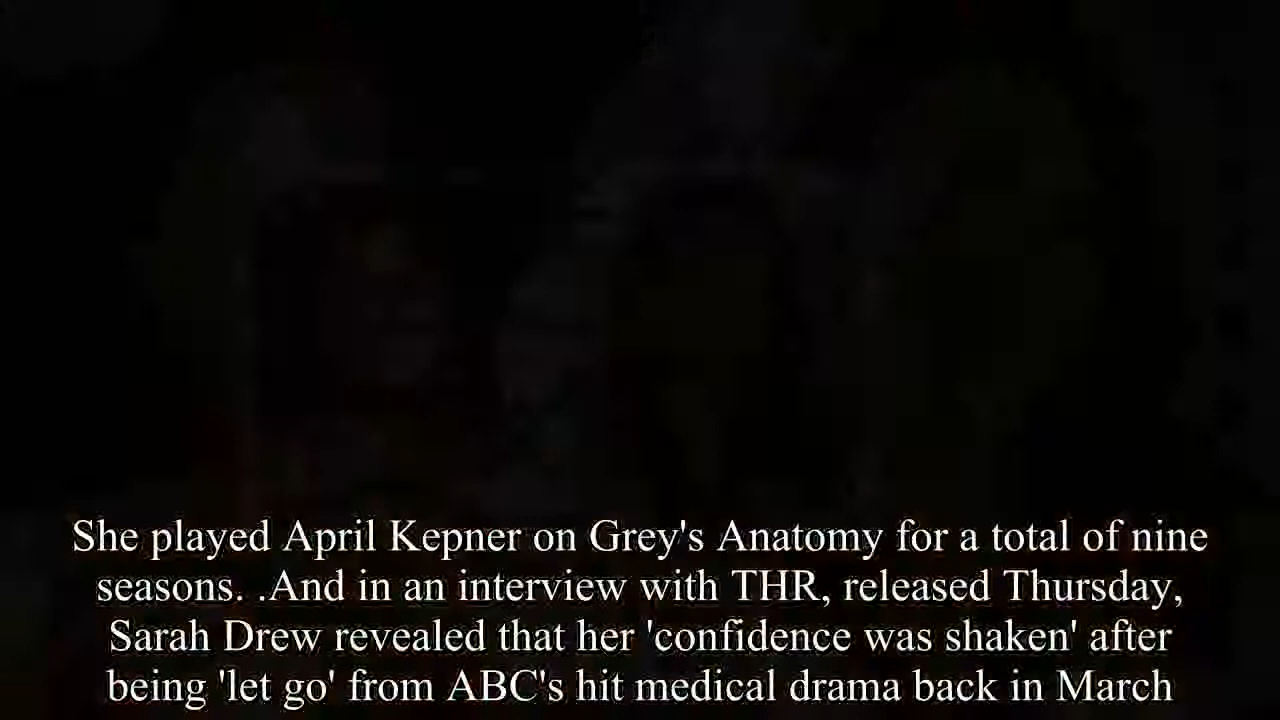 She played April Kepner on Grey's Anatomy for a total of nine
seasons. .And in an interview with THR, released Thursday,
Sarah Drew revealed that her 'confidence was shaken' after
being 'let go' from ABC's hit medical drama back in March